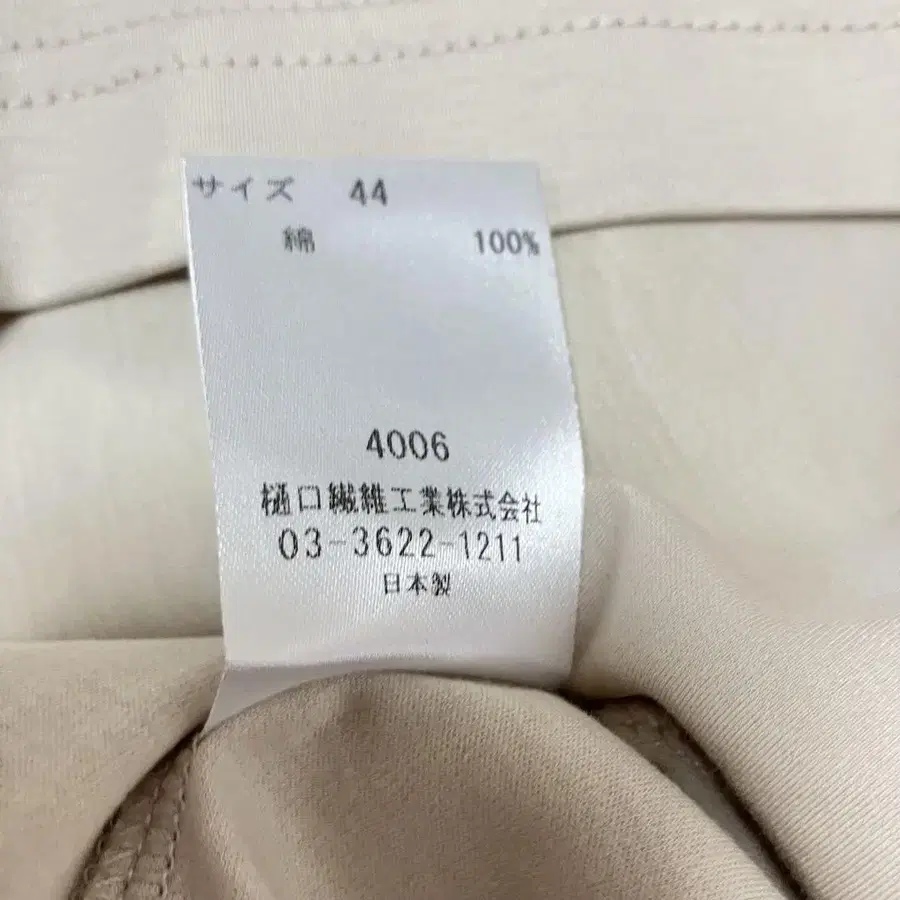 サイズ 44
綿 100%
4006
樋口繊維工業株式会社
03-3622-1211
日本製